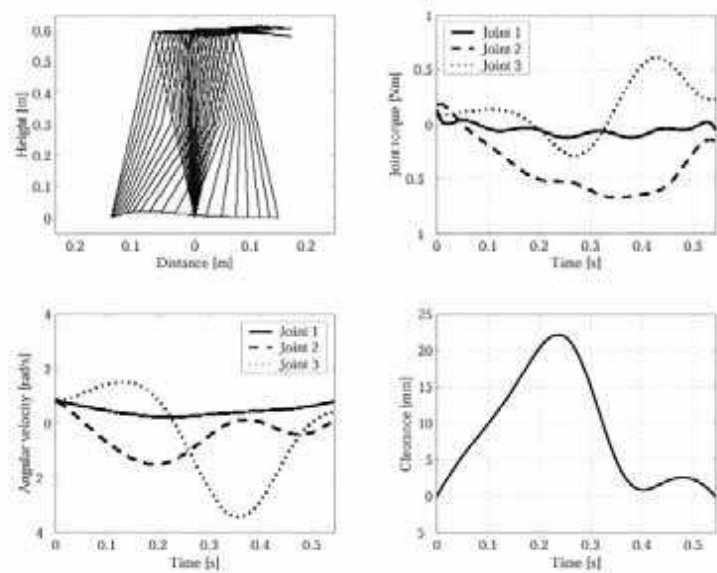 0.6
0.5
0.4
0.3
0.2
0.1
0
Height [m]
0.2 0.1 0 0.1 0.2
Distance [m]
1
0.5
0
0.5
1
Joint torque [Nm]
Joint 1
Joint 2
Joint 3
0 0.1 0.2 0.3 0.4 0.5
Time [s]
4
2
0
2
4
Angular velocity [rad/s]
Joint 1
Joint 2
Joint 3
0 0.1 0.2 0.3 0.4 0.5
Time [s]
25
20
15
10
5
0
5
Clearance [mm]
0 0.1 0.2 0.3 0.4 0.5
Time [s]